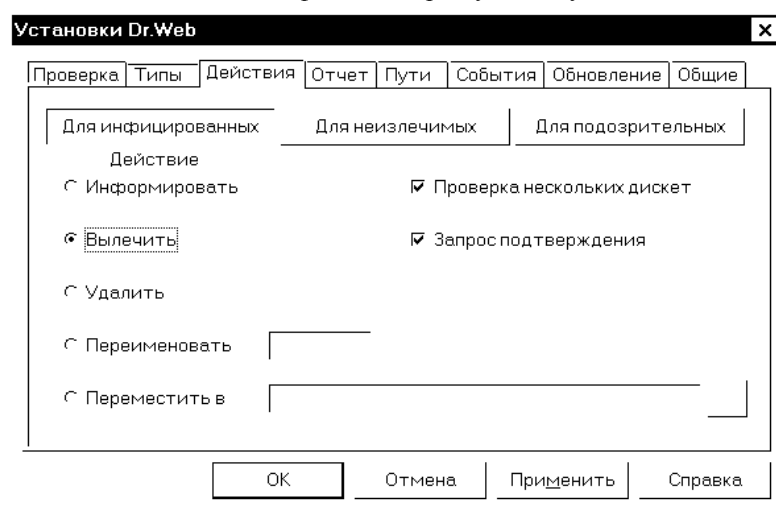 Установки Dr.Web
Проверка Типы Действия Отчет Пути События Обновление Общие
Для инфицированных Для неизлечимых Для подозрительных
Действие
Информировать Проверка нескольких дискет
Вылечить Запрос подтверждения
Удалить
Переименовать
Переместить в
OK Отмена Применить Справка